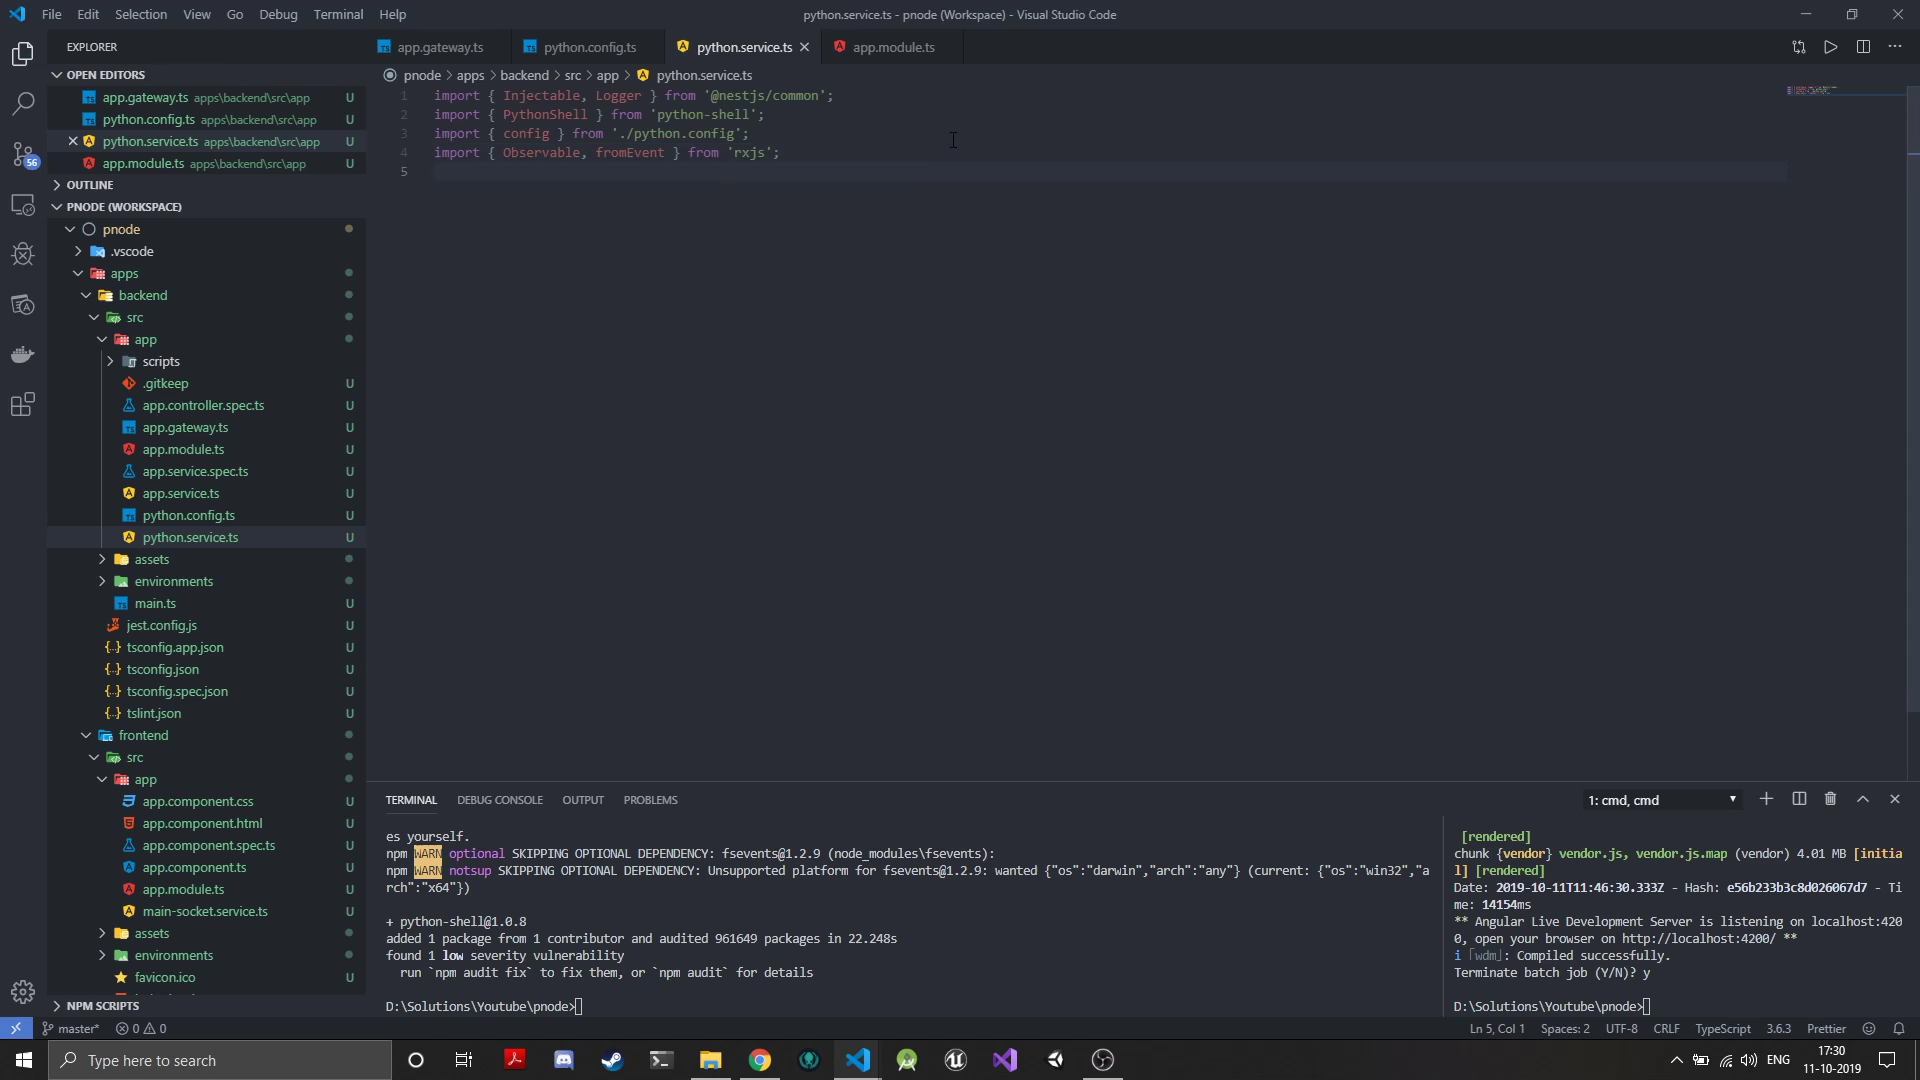 File Edit Selection View Go Debug Terminal Help
python.service.ts - pnode (Workspace) - Visual Studio Code
EXPLORER
OPEN EDITORS
app.gateway.ts apps\backend\src\app U
python.config.ts apps\backend\src\app U
python.service.ts apps\backend\src\app U
app.module.ts apps\backend\src\app U
OUTLINE
PNODE (WORKSPACE)
pnode
.vscode
apps
backend
src
app
scripts
.gitkeep U
app.controller.spec.ts U
app.gateway.ts U
app.module.ts U
app.service.spec.ts U
app.service.ts U
python.config.ts U
python.service.ts U
assets
environments
main.ts U
jest.config.js U
tsconfig.app.json U
tsconfig.json U
tsconfig.spec.json U
tslint.json U
frontend
src
app
app.component.css U
app.component.html U
app.component.spec.ts U
app.component.ts U
app.module.ts U
main-socket.service.ts U
assets
environments
favicon.ico U
NPM SCRIPTS
56
app.gateway.ts python.config.ts python.service.ts app.module.ts
pnode > apps > backend > src > app > python.service.ts
1 import { Injectable, Logger } from '@nestjs/common';
2 import { PythonShell } from 'python-shell';
3 import { config } from './python.config';
4 import { Observable, fromEvent } from 'rxjs';
5
TERMINAL DEBUG CONSOLE OUTPUT PROBLEMS
1: cmd, cmd
es yourself.
npm WARN optional SKIPPING OPTIONAL DEPENDENCY: fsevents@1.2.9 (node_modules\fsevents):
npm WARN notsup SKIPPING OPTIONAL DEPENDENCY: Unsupported platform for fsevents@1.2.9: wanted {"os":"darwin","arch":"any"} (current: {"os":"win32","a
rch":"x64"})
+ python-shell@1.0.8
added 1 package from 1 contributor and audited 961649 packages in 22.248s
found 1 low severity vulnerability
run `npm audit fix` to fix them, or `npm audit` for details
D:\Solutions\Youtube\pnode>
[rendered]
chunk {vendor} vendor.js, vendor.js.map (vendor) 4.01 MB [initia
l] [rendered]
Date: 2019-10-11T11:46:30.333Z - Hash: e56b233b3c8d026067d7 - Ti
me: 14154ms
** Angular Live Development Server is listening on localhost:420
0, open your browser on http://localhost:4200/ **
i ｢wdm｣: Compiled successfully.
Terminate batch job (Y/N)? y
D:\Solutions\Youtube\pnode>
master* 0 0
Ln 5, Col 1 Spaces: 2 UTF-8 CRLF TypeScript 3.6.3 Prettier
Type here to search
ENG
17:30
11-10-2019